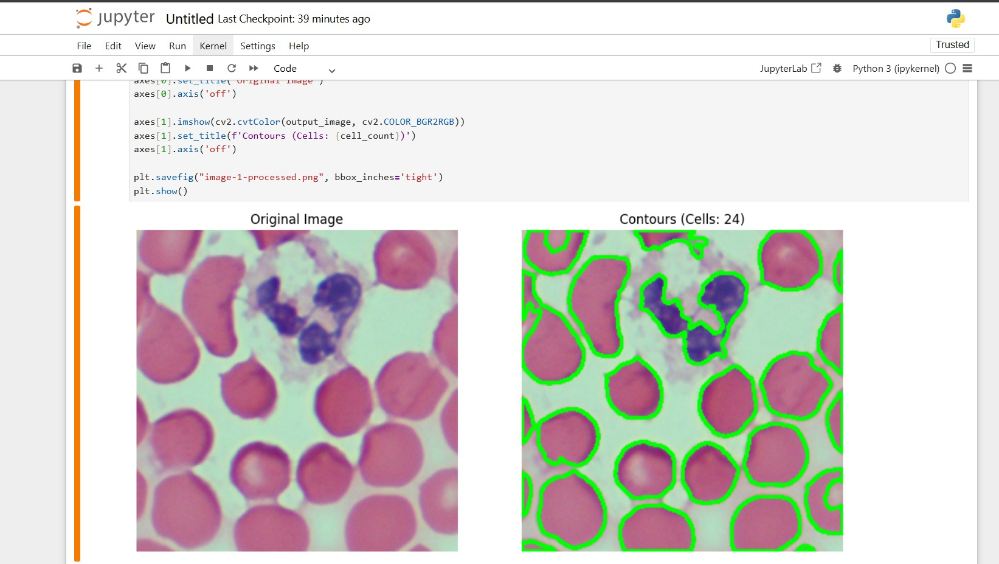 jupyter Untitled Last Checkpoint: 39 minutes ago
File Edit View Run Kernel Settings Help Trusted
Code JupyterLab Python 3 (ipykernel)
axes[0].set_title('Original Image')
axes[0].axis('off')
axes[1].imshow(cv2.cvtColor(output_image, cv2.COLOR_BGR2RGB))
axes[1].set_title(f'Contours (Cells: {cell_count})')
axes[1].axis('off')
plt.savefig("image-1-processed.png", bbox_inches='tight')
plt.show()
Original Image
Contours (Cells: 24)